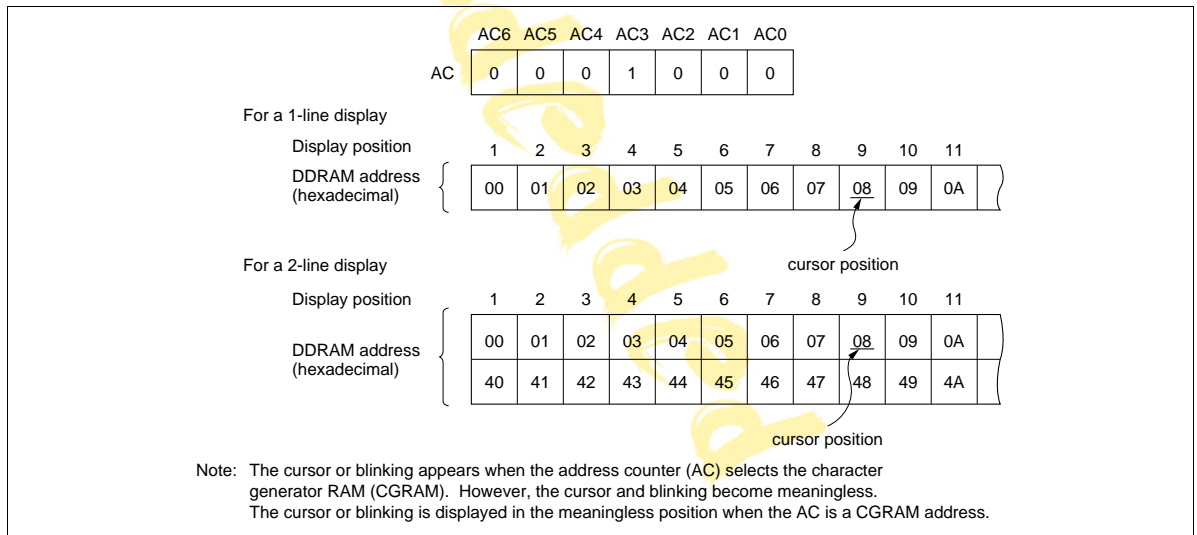 AC6 AC5 AC4 AC3 AC2 AC1 AC0
AC 0 0 0 1 0 0 0
For a 1-line display
Display position 1 2 3 4 5 6 7 8 9 10 11
DDRAM address
(hexadecimal)
00 01 02 03 04 05 06 07 08 09 0A
cursor position
For a 2-line display
Display position 1 2 3 4 5 6 7 8 9 10 11
00 01 02 03 04 05 06 07 08 09 0A
DDRAM address
(hexadecimal)
40 41 42 43 44 45 46 47 48 49 4A
cursor position
Note: The cursor or blinking appears when the address counter (AC) selects the character
generator RAM (CGRAM). However, the cursor and blinking become meaningless.
The cursor or blinking is displayed in the meaningless position when the AC is a CGRAM address.